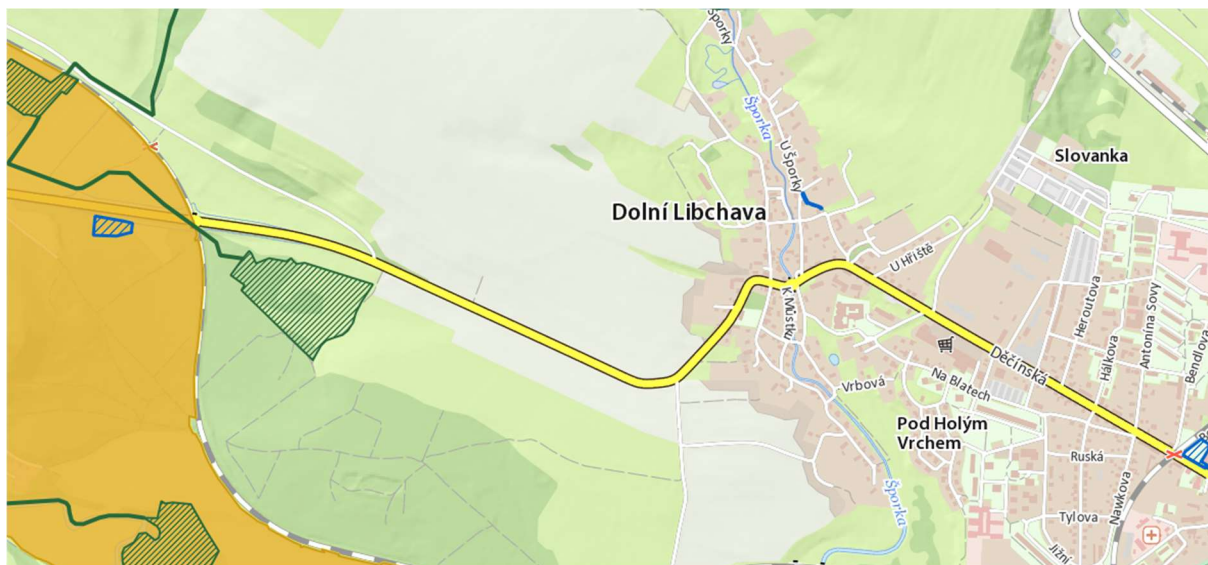 Šporky
Šporka
U Šporky
Slovanka
Dolní Libchava
U Hřiště
K Můstku
Heroutova
Hálkova
Antonína Sovy
Bendlova
Děčínská
Na Blatech
Vrbová
Pod Holým
Vrchem
Ruská
Nawkova
Šporka
Tylova
Jižní